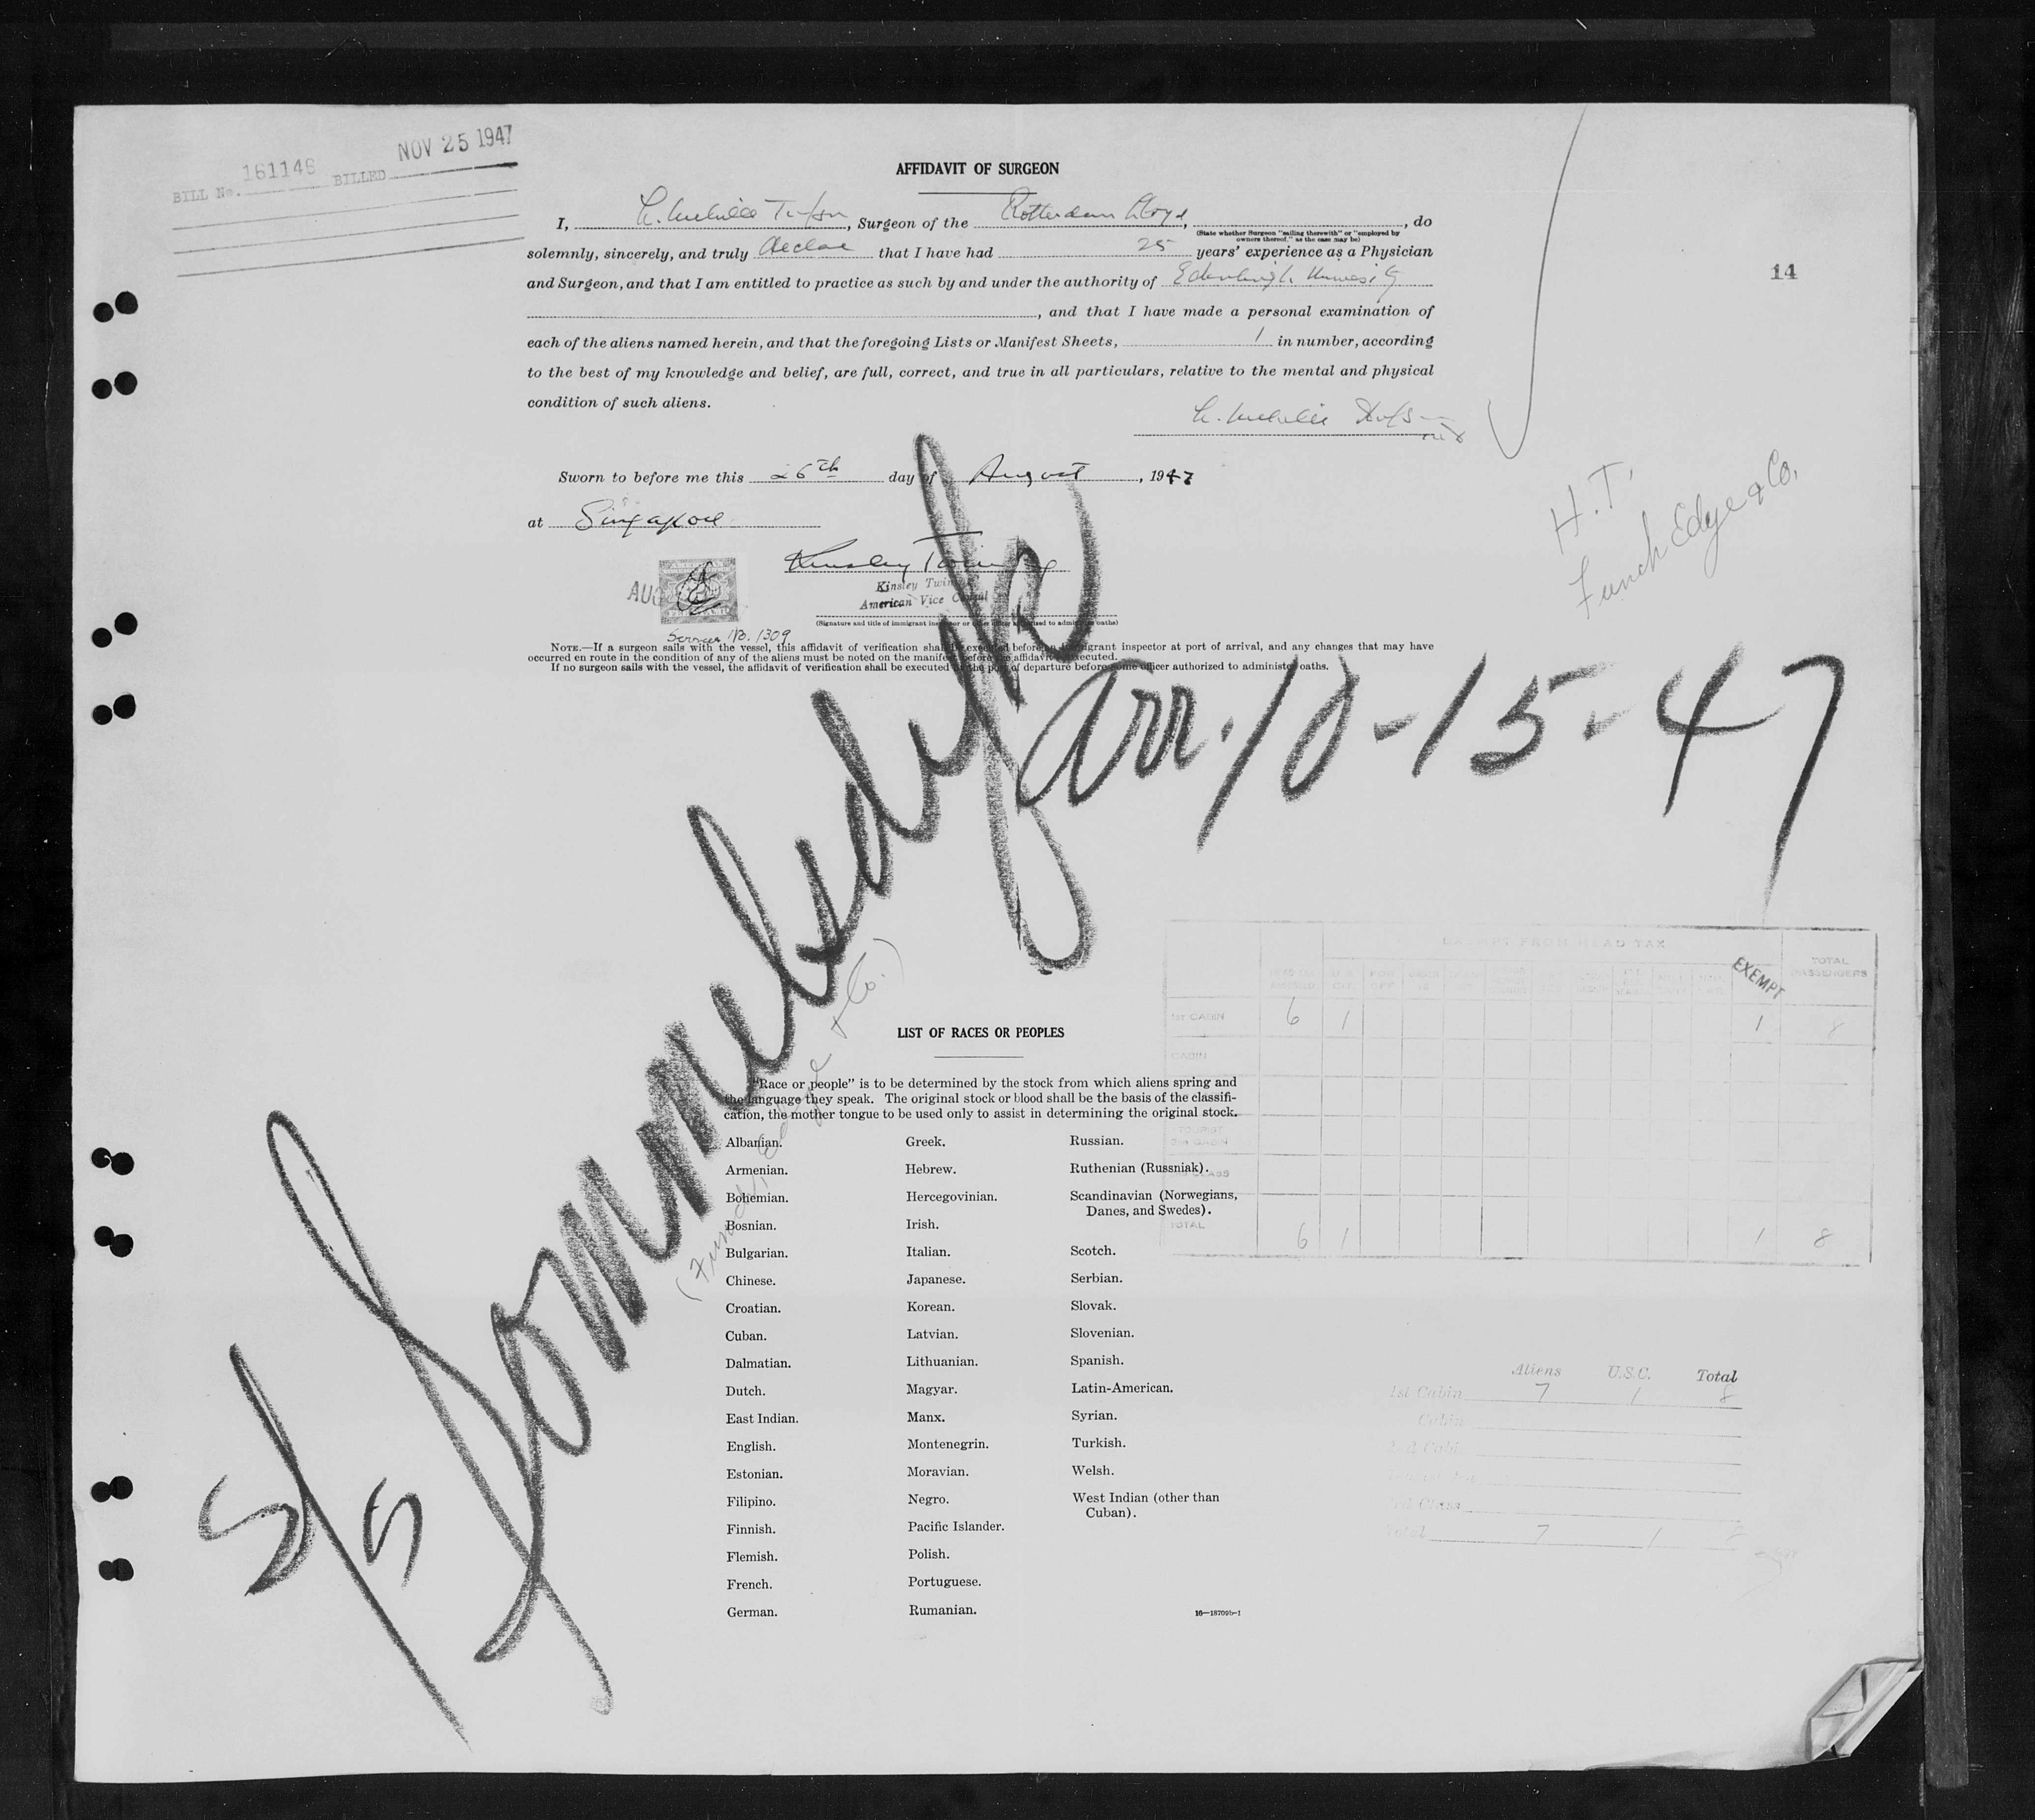 BILL No. 161146 BILLED NOV 25 1947
AFFIDAVIT OF SURGEON
I, , Surgeon of the Rotterdam Lloyd, , do
(State whether Surgeon "sailing therewith" or "employed by
owners thereof," as the case may be)
solemnly, sincerely, and truly declare that I have had 25 years' experience as a Physician
and Surgeon, and that I am entitled to practice as such by and under the authority of Edinburgh University
, and that I have made a personal examination of
14
each of the aliens named herein, and that the foregoing Lists or Manifest Sheets, 1 in number, according
to the best of my knowledge and belief, are full, correct, and true in all particulars, relative to the mental and physical
condition of such aliens.
Sworn to before me this 26th day of August, 1947
at Singapore
H.T.
Funch Edye & Co.
Kinsley Twining
Kinsley Twining
American Vice Consul
AUG
(Signature and title of immigrant inspector or other officer authorized to administer oaths)
Service No. 1309
NOTE.—If a surgeon sails with the vessel, this affidavit of verification shall be executed before an immigrant inspector at port of arrival, and any changes that may have
occurred en route in the condition of any of the aliens must be noted on the manifest before the affidavit is executed.
If no surgeon sails with the vessel, the affidavit of verification shall be executed at the port of departure before some officer authorized to administer oaths.
S/S Sommelsdyk
arr. 10-15-47
(Funch, Edye & Co.)
EXEMPT FROM HEAD TAX
U.S. CIT. EXEMPT TOTAL PASSENGERS
1st CABIN 6 1 1 8
CABIN
TOURIST
TOTAL 6 1 1 8
LIST OF RACES OR PEOPLES
"Race or people" is to be determined by the stock from which aliens spring and
the language they speak. The original stock or blood shall be the basis of the classifi-
cation, the mother tongue to be used only to assist in determining the original stock.
Albanian. Greek. Russian.
Armenian. Hebrew. Ruthenian (Russniak).
Bohemian. Hercegovinian. Scandinavian (Norwegians,
Danes, and Swedes).
Bosnian. Irish.
Bulgarian. Italian. Scotch.
Chinese. Japanese. Serbian.
Croatian. Korean. Slovak.
Cuban. Latvian. Slovenian.
Dalmatian. Lithuanian. Spanish.
Dutch. Magyar. Latin-American.
East Indian. Manx. Syrian.
English. Montenegrin. Turkish.
Estonian. Moravian. Welsh.
Filipino. Negro. West Indian (other than
Cuban).
Finnish. Pacific Islander.
Flemish. Polish.
French. Portuguese.
German. Rumanian.
16—18709b-1
Aliens U.S.C. Total
1st Cabin 7 1 8
Cabin
2nd Cabin
3rd Class
Total 7 1 8